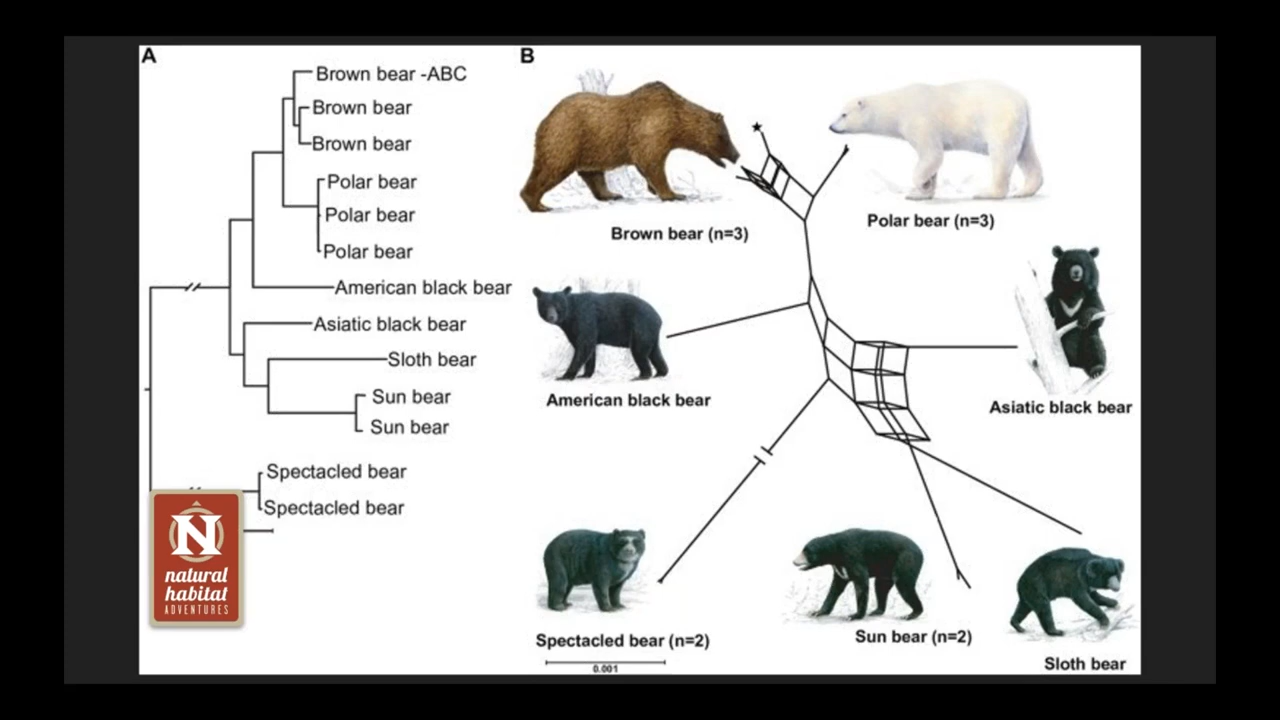 A
Brown bear -ABC
Brown bear
Brown bear
Polar bear
Polar bear
Polar bear
American black bear
Asiatic black bear
Sloth bear
Sun bear
Sun bear
Spectacled bear
Spectacled bear
N
natural
habitat
ADVENTURES
B
Brown bear (n=3)
Polar bear (n=3)
American black bear
Asiatic black bear
Spectacled bear (n=2)
Sun bear (n=2)
Sloth bear
0.001